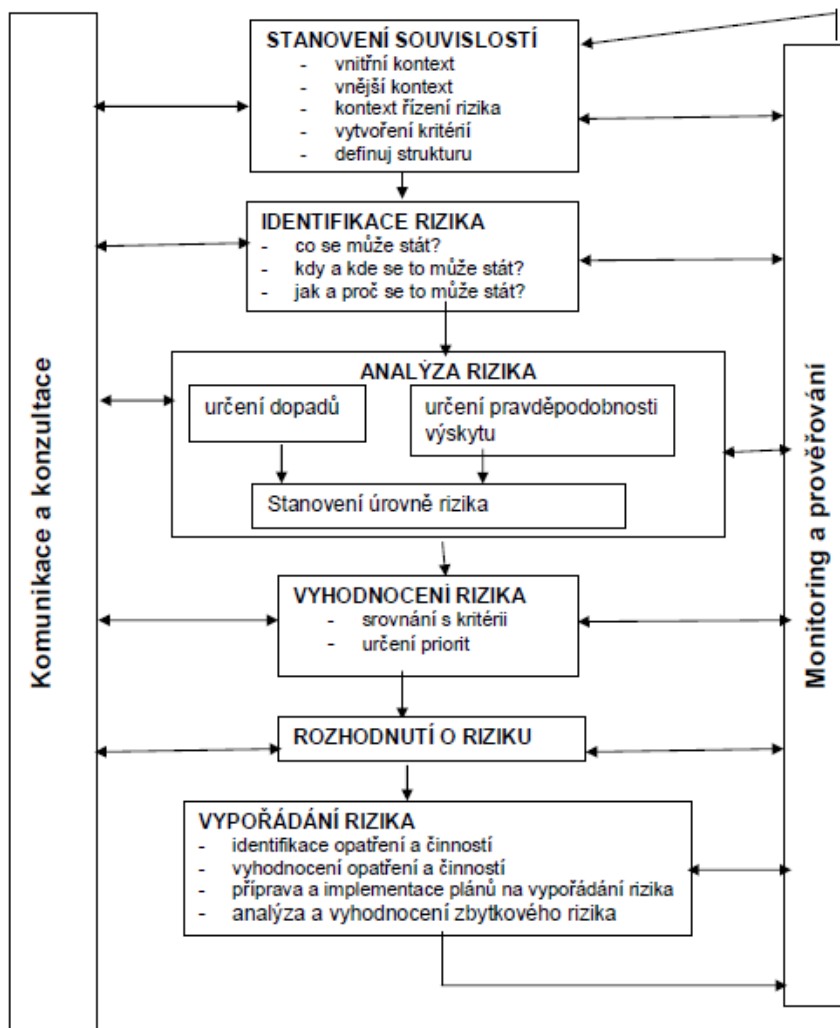 STANOVENÍ SOUVISLOSTÍ
- vnitřní kontext
- vnější kontext
- kontext řízení rizika
- vytvoření kritérií
- definuj strukturu
IDENTIFIKACE RIZIKA
- co se může stát?
- kdy a kde se to může stát?
- jak a proč se to může stát?
ANALÝZA RIZIKA
určení dopadů
určení pravděpodobnosti
výskytu
Stanovení úrovně rizika
VYHODNOCENÍ RIZIKA
- srovnání s kritérii
- určení priorit
ROZHODNUTÍ O RIZIKU
VYPOŘÁDÁNÍ RIZIKA
- identifikace opatření a činností
- vyhodnocení opatření a činností
- příprava a implementace plánů na vypořádání rizika
- analýza a vyhodnocení zbytkového rizika
Komunikace a konzultace
Monitoring a prověřování